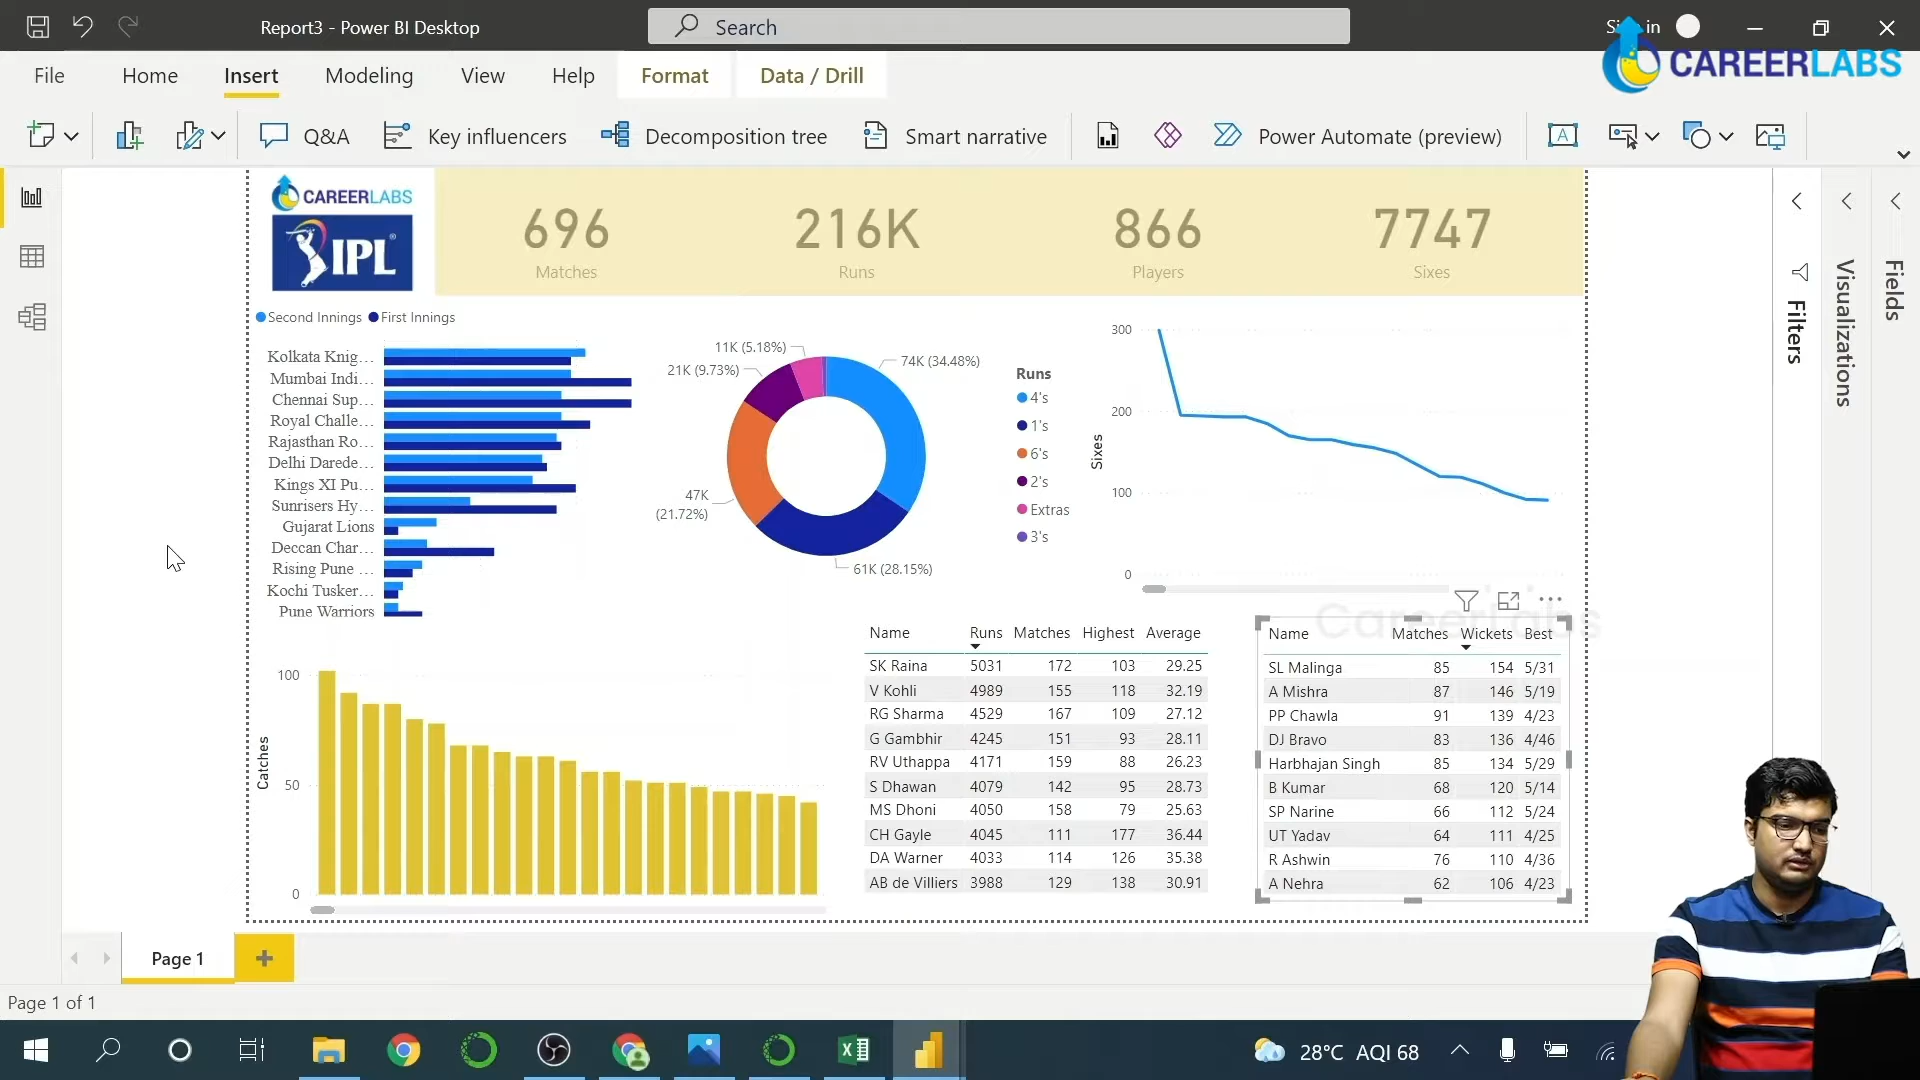 Report3 - Power BI Desktop
Search
CAREERLABS
File Home Insert Modeling View Help Format Data / Drill
Q&A Key influencers Decomposition tree Smart narrative Power Automate (preview)
CAREERLABS
IPL
696 216K 866 7747
Matches Runs Players Sixes
Filters
Visualizations
Fields
Second Innings First Innings
Kolkata Knig...
Mumbai Indi...
Chennai Sup...
Royal Challe...
Rajasthan Ro...
Delhi Darede...
Kings XI Pu...
Sunrisers Hy...
Gujarat Lions
Deccan Char...
Rising Pune ...
Kochi Tusker...
Pune Warriors
11K (5.18%)
21K (9.73%)
74K (34.48%)
47K
(21.72%)
61K (28.15%)
Runs
4's
1's
6's
2's
Extras
3's
Sixes
300
200
100
0
CareerLabs
Catches
100
50
0
Name Runs Matches Highest Average
SK Raina 5031 172 103 29.25
V Kohli 4989 155 118 32.19
RG Sharma 4529 167 109 27.12
G Gambhir 4245 151 93 28.11
RV Uthappa 4171 159 88 26.23
S Dhawan 4079 142 95 28.73
MS Dhoni 4050 158 79 25.63
CH Gayle 4045 111 177 36.44
DA Warner 4033 114 126 35.38
AB de Villiers 3988 129 138 30.91
Name Matches Wickets Best
SL Malinga 85 154 5/31
A Mishra 87 146 5/19
PP Chawla 91 139 4/23
DJ Bravo 83 136 4/46
Harbhajan Singh 85 134 5/29
B Kumar 68 120 5/14
SP Narine 66 112 5/24
UT Yadav 64 111 4/25
R Ashwin 76 110 4/36
A Nehra 62 106 4/23
Page 1
Page 1 of 1
28°C AQI 68